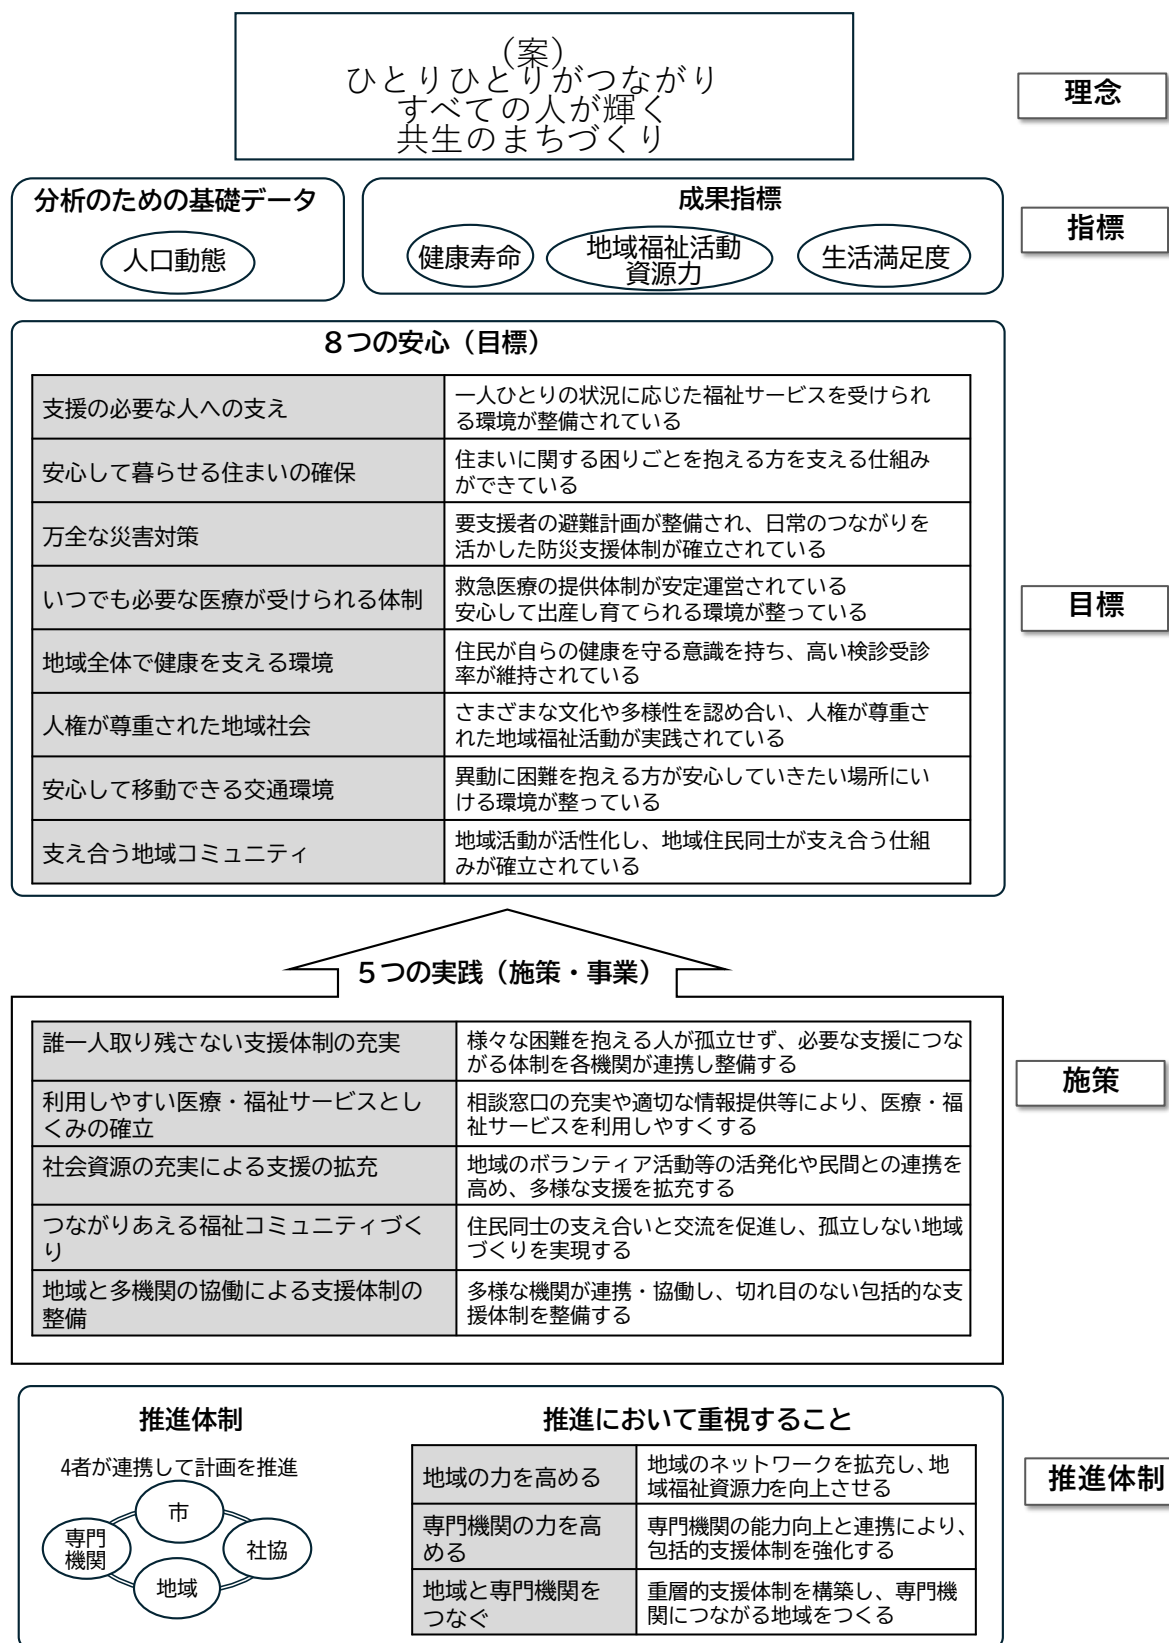 (案)
ひとりひとりがつながり
すべての人が輝く
共生のまちづくり
理念
分析のための基礎データ
人口動態
成果指標
健康寿命
地域福祉活動
資源力
生活満足度
指標
８つの安心（目標）
支援の必要な人への支え
一人ひとりの状況に応じた福祉サービスを受けられ
る環境が整備されている
安心して暮らせる住まいの確保
住まいに関する困りごとを抱える方を支える仕組み
ができている
万全な災害対策
要支援者の避難計画が整備され、日常のつながりを
活かした防災支援体制が確立されている
いつでも必要な医療が受けられる体制
救急医療の提供体制が安定運営されている
安心して出産し育てられる環境が整っている
地域全体で健康を支える環境
住民が自らの健康を守る意識を持ち、高い検診受診
率が維持されている
人権が尊重された地域社会
さまざまな文化や多様性を認め合い、人権が尊重さ
れた地域福祉活動が実践されている
安心して移動できる交通環境
異動に困難を抱える方が安心していきたい場所にい
ける環境が整っている
支え合う地域コミュニティ
地域活動が活性化し、地域住民同士が支え合う仕組
みが確立されている
目標
５つの実践（施策・事業）
誰一人取り残さない支援体制の充実
様々な困難を抱える人が孤立せず、必要な支援につな
がる体制を各機関が連携し整備する
利用しやすい医療・福祉サービスとし
くみの確立
相談窓口の充実や適切な情報提供等により、医療・福
祉サービスを利用しやすくする
社会資源の充実による支援の拡充
地域のボランティア活動等の活発化や民間との連携を
高め、多様な支援を拡充する
つながりあえる福祉コミュニティづく
り
住民同士の支え合いと交流を促進し、孤立しない地域
づくりを実現する
地域と多機関の協働による支援体制の
整備
多様な機関が連携・協働し、切れ目のない包括的な支
援体制を整備する
施策
推進体制
4者が連携して計画を推進
市
専門
機関
社協
地域
推進において重視すること
地域の力を高める
地域のネットワークを拡充し、地
域福祉資源力を向上させる
専門機関の力を高
める
専門機関の能力向上と連携により、
包括的支援体制を強化する
地域と専門機関を
つなぐ
重層的支援体制を構築し、専門機
関につながる地域をつくる
推進体制